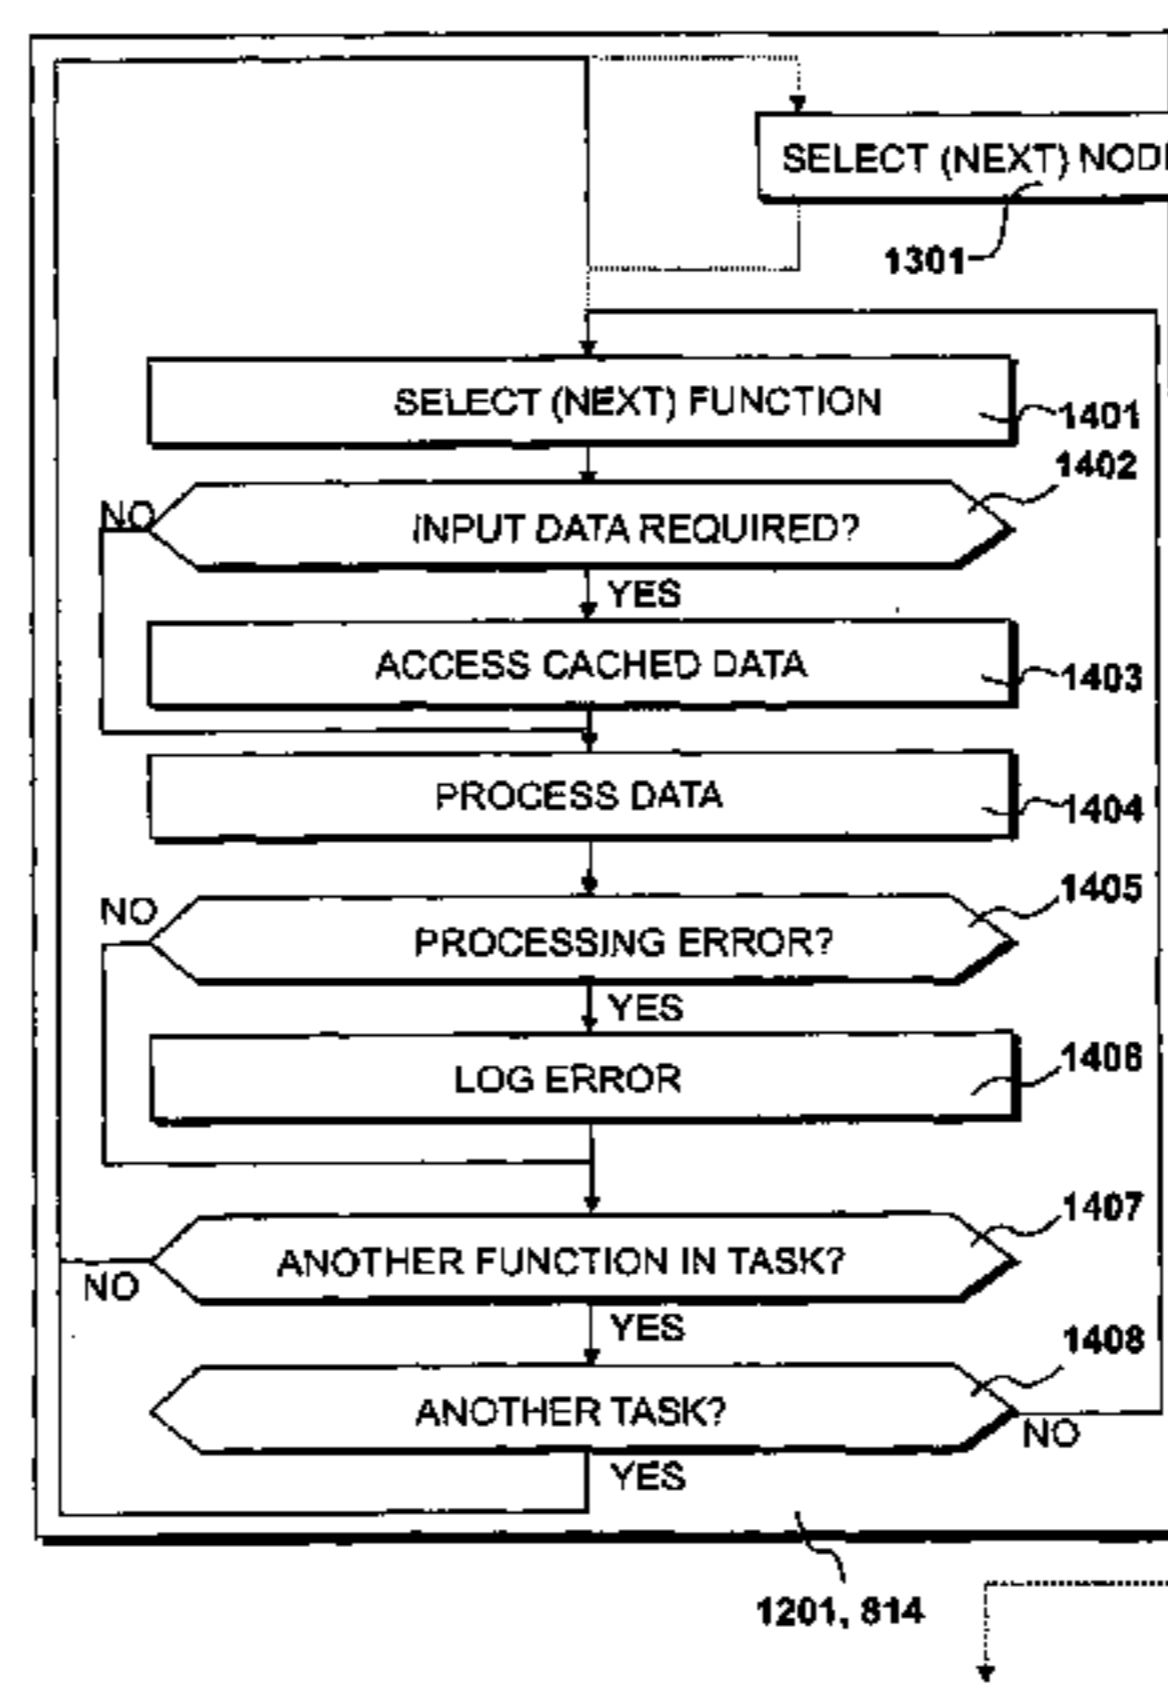 SELECT (NEXT) NOD
1301
SELECT (NEXT) FUNCTION
1401
1402
NO
INPUT DATA REQUIRED?
YES
ACCESS CACHED DATA
1403
PROCESS DATA
1404
1405
NO
PROCESSING ERROR?
YES
LOG ERROR
1406
1407
ANOTHER FUNCTION IN TASK?
NO
YES
1408
ANOTHER TASK?
NO
YES
1201, 814